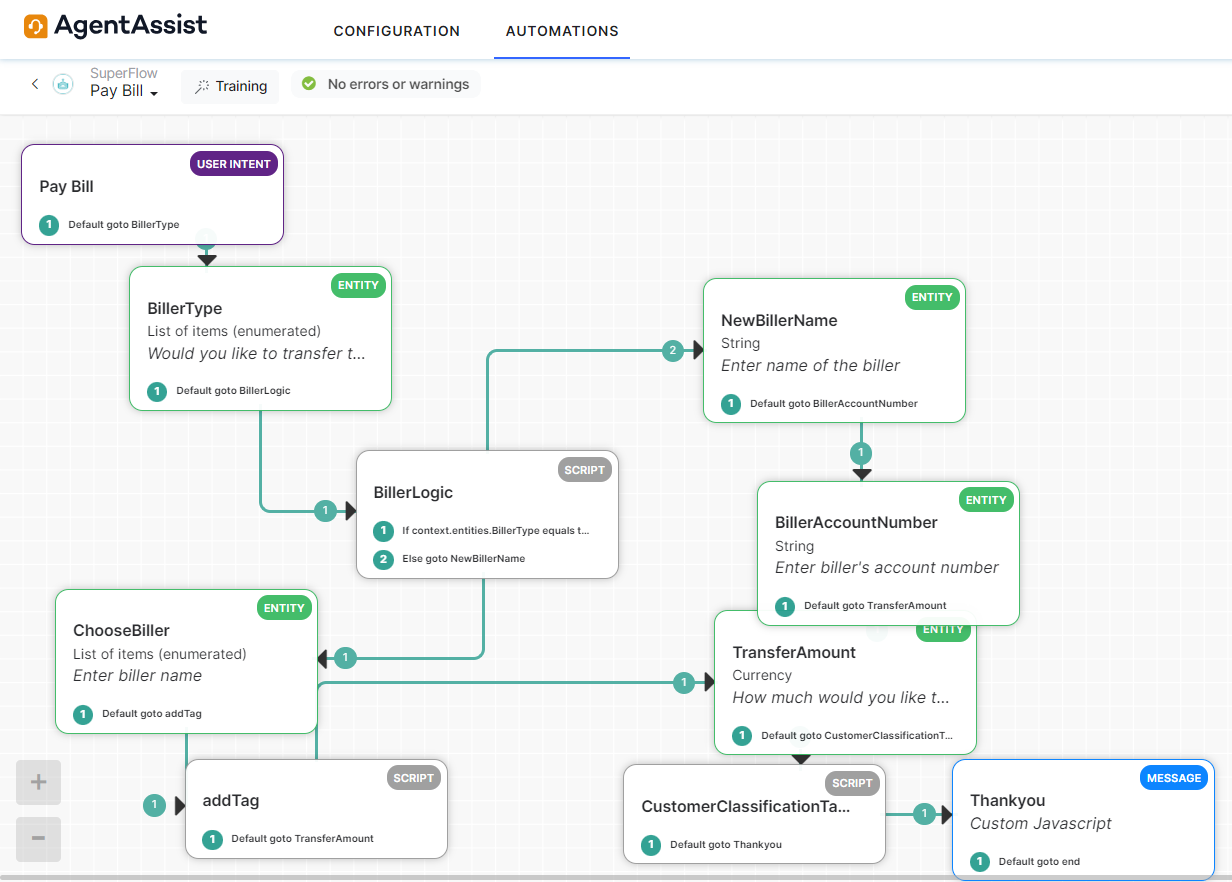 AgentAssist
CONFIGURATION
AUTOMATIONS
SuperFlow
Pay Bill
Training
No errors or warnings
USER INTENT
Pay Bill
1 Default goto BillerType
ENTITY
BillerType
List of items (enumerated)
Would you like to transfer t...
1 Default goto BillerLogic
ENTITY
NewBillerName
String
Enter name of the biller
1 Default goto BillerAccountNumber
2
1
1
SCRIPT
BillerLogic
1 If context.entities.BillerType equals t...
2 Else goto NewBillerName
ENTITY
BillerAccountNumber
String
Enter biller's account number
1 Default goto TransferAmount
ENTITY
ChooseBiller
List of items (enumerated)
Enter biller name
1 Default goto addTag
1
1
ENTITY
TransferAmount
Currency
How much would you like t...
1 Default goto CustomerClassificationT...
+
−
1
SCRIPT
addTag
1 Default goto TransferAmount
SCRIPT
CustomerClassificationTa...
1 Default goto Thankyou
1
MESSAGE
Thankyou
Custom Javascript
1 Default goto end